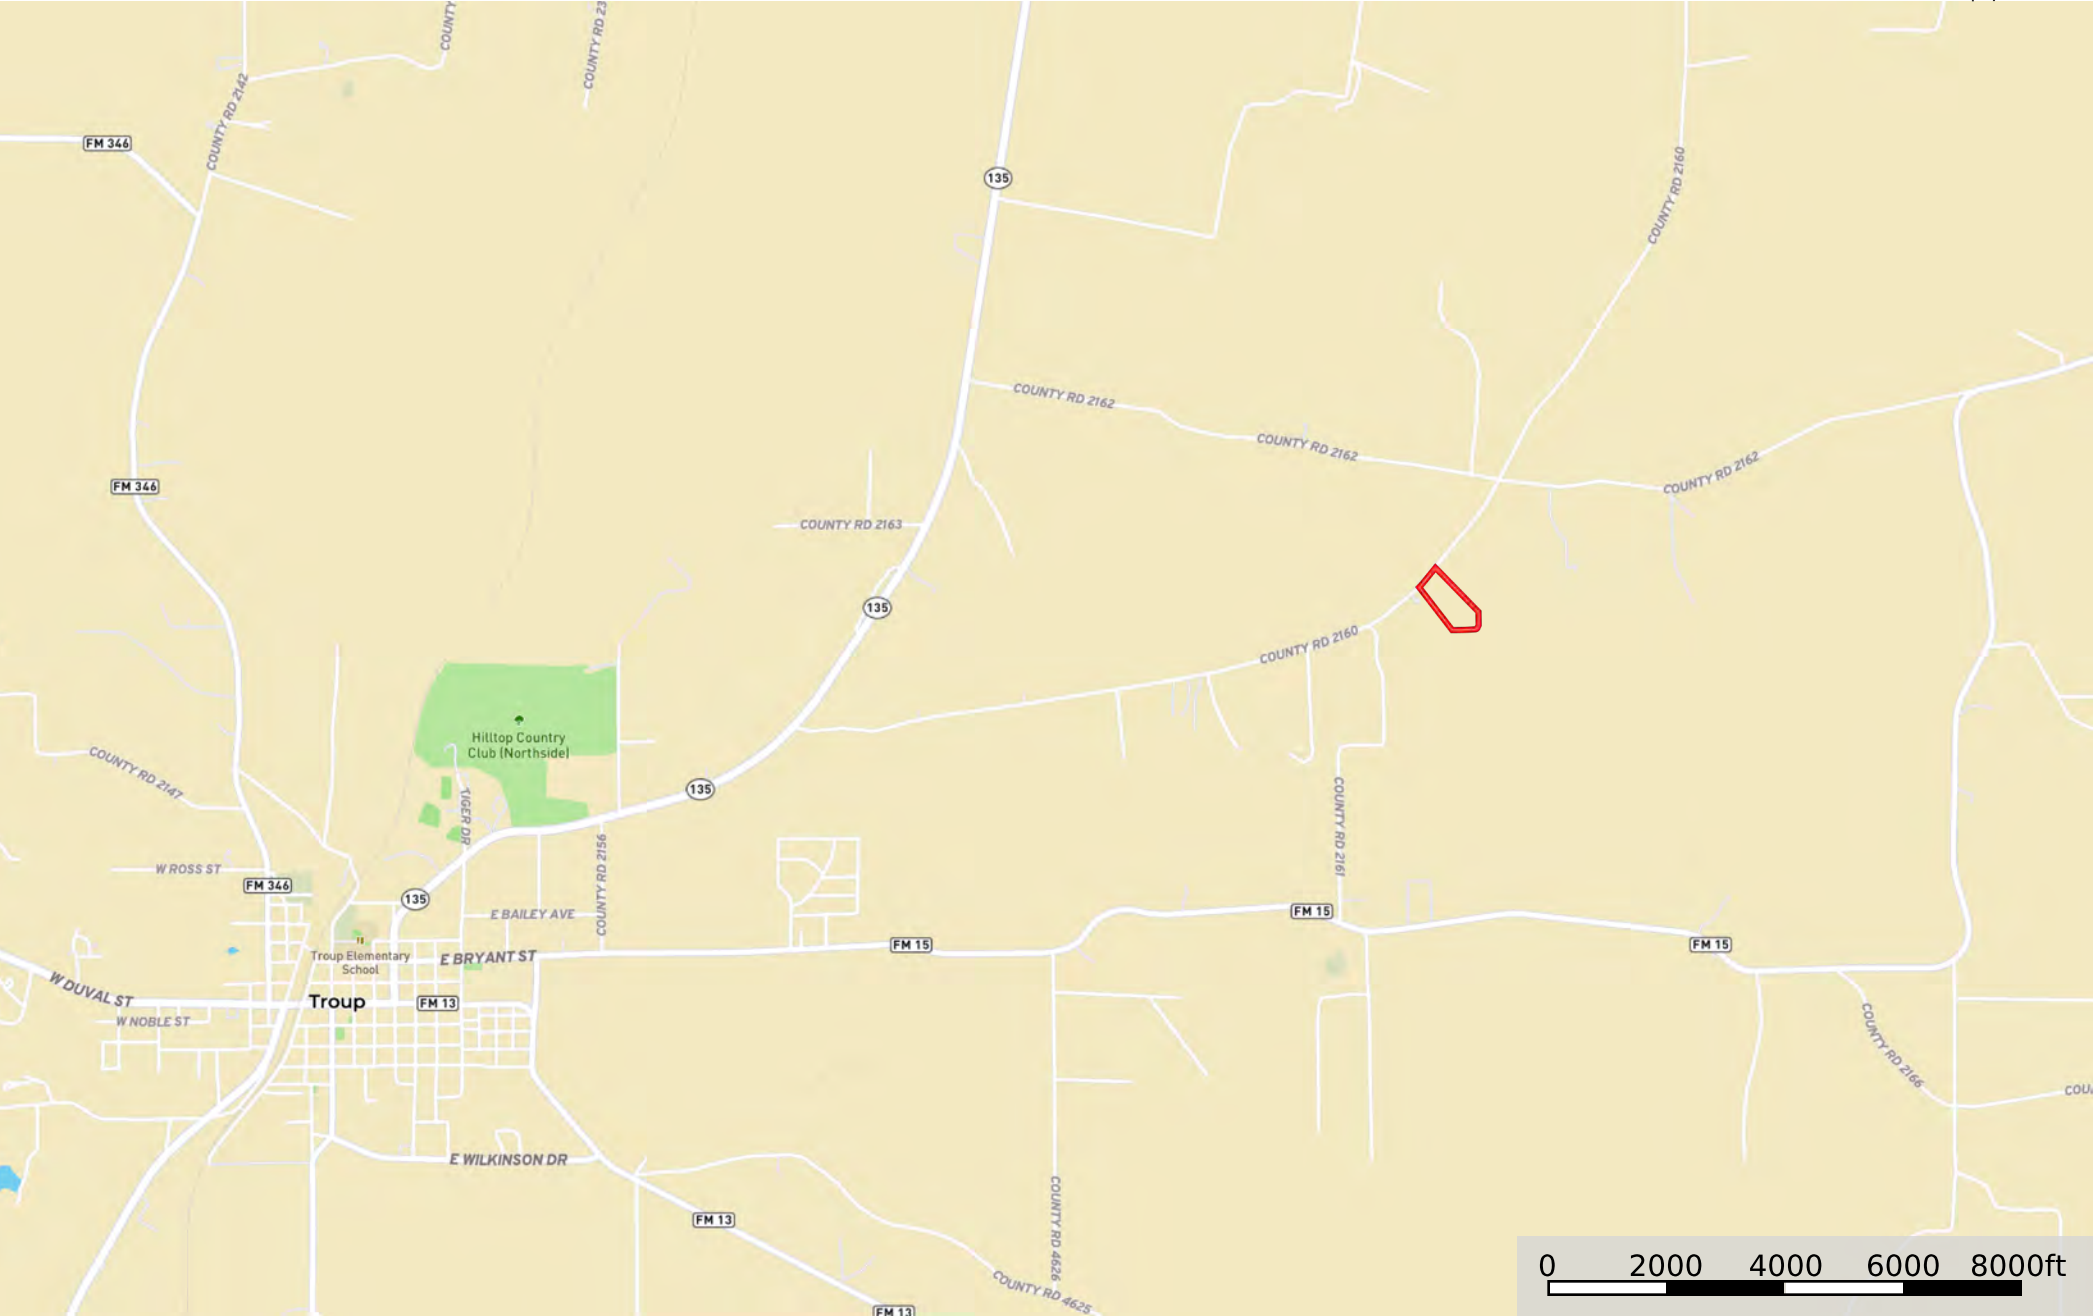 COUNTY
COUNTY RD 23
COUNTY RD 2142
FM 346
135
COUNTY RD 2160
COUNTY RD 2162
COUNTY RD 2162
COUNTY RD 2162
FM 346
COUNTY RD 2163
135
COUNTY RD 2160
Hilltop Country
Club (Northside)
COUNTY RD 2147
TIGER DR
135
COUNTY RD 2161
COUNTY RD 2156
W ROSS ST
FM 346
135
E BAILEY AVE
FM 15
FM 15
FM 15
E BRYANT ST
Troup Elementary
School
W DUVAL ST
Troup
FM 13
W NOBLE ST
COUNTY RD 2166
COU
E WILKINSON DR
FM 13
COUNTY RD 4626
COUNTY RD 4625
FM 13
0 2000 4000 6000 8000ft